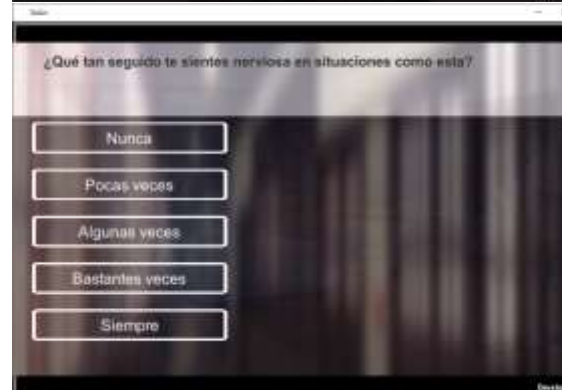 ¿Qué tan seguido te sientes nerviosa en situaciones como esta?
Nunca
Pocas veces
Algunas veces
Bastantes veces
Siempre